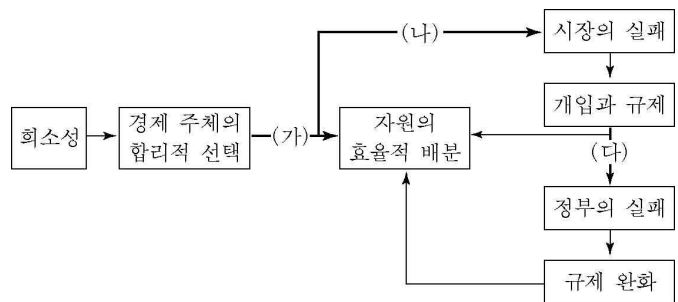 (나)
시장의 실패
개입과 규제
희소성
경제 주체의
합리적 선택
(가)
자원의
효율적 배분
(다)
정부의 실패
규제 완화